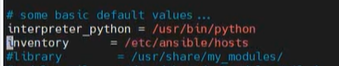 # some basic default values...
interpreter_python = /usr/bin/python
inventory = /etc/ansible/hosts
#library = /usr/share/my_modules/